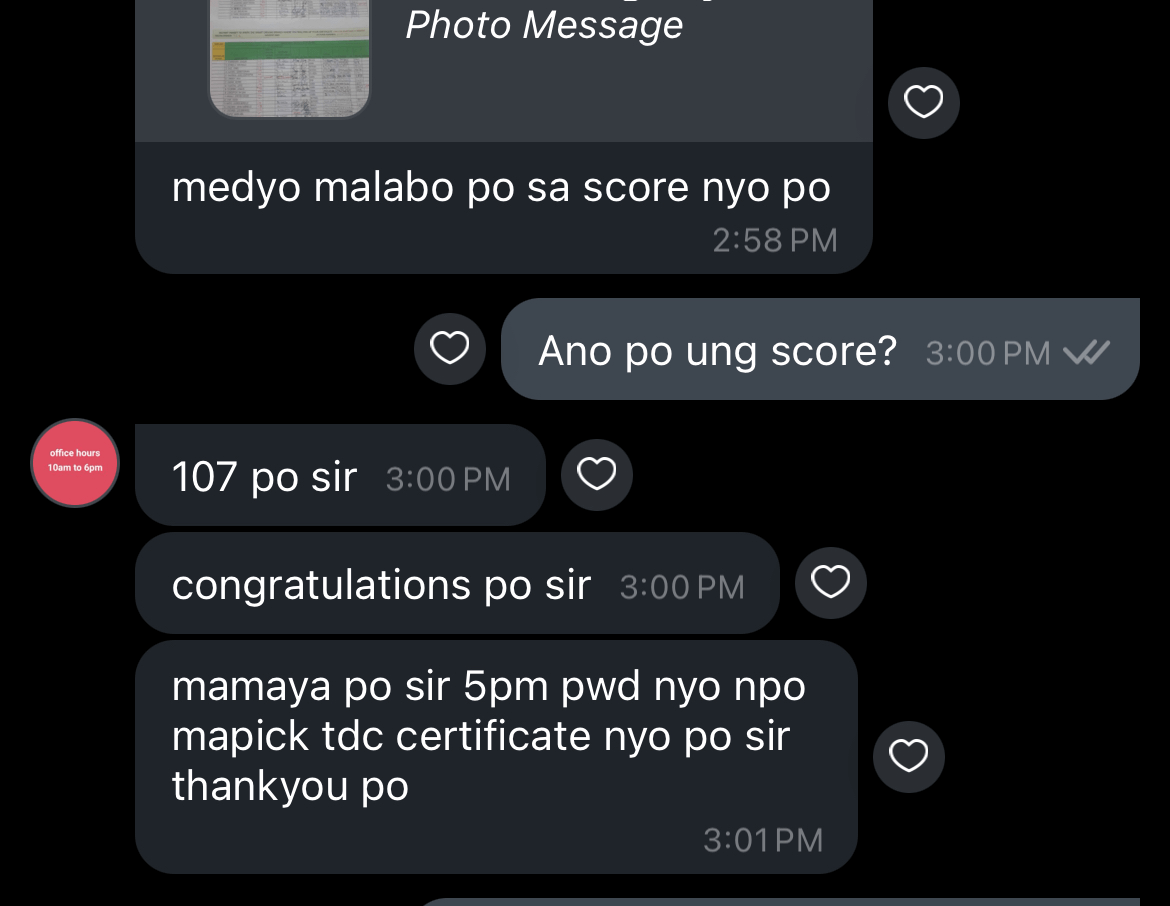 Photo Message
medyo malabo po sa score nyo po
2:58 PM
Ano po ung score? 3:00 PM
office hours
10am to 6pm
107 po sir 3:00 PM
congratulations po sir 3:00 PM
mamaya po sir 5pm pwd nyo npo
mapick tdc certificate nyo po sir
thankyou po
3:01 PM